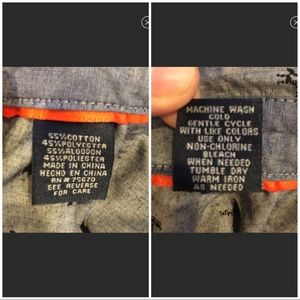 55%COTTON
45%POLYESTER
55%ALGODON
45%POLIESTER
MADE IN CHINA
HECHO EN CHINA
RN#75670
SEE REVERSE
FOR CARE
MACHINE WASH
COLD
GENTLE CYCLE
WITH LIKE COLORS
USE ONLY
NON-CHLORINE
BLEACH
WHEN NEEDED
TUMBLE DAY
WARM IRON
AS NEEDED